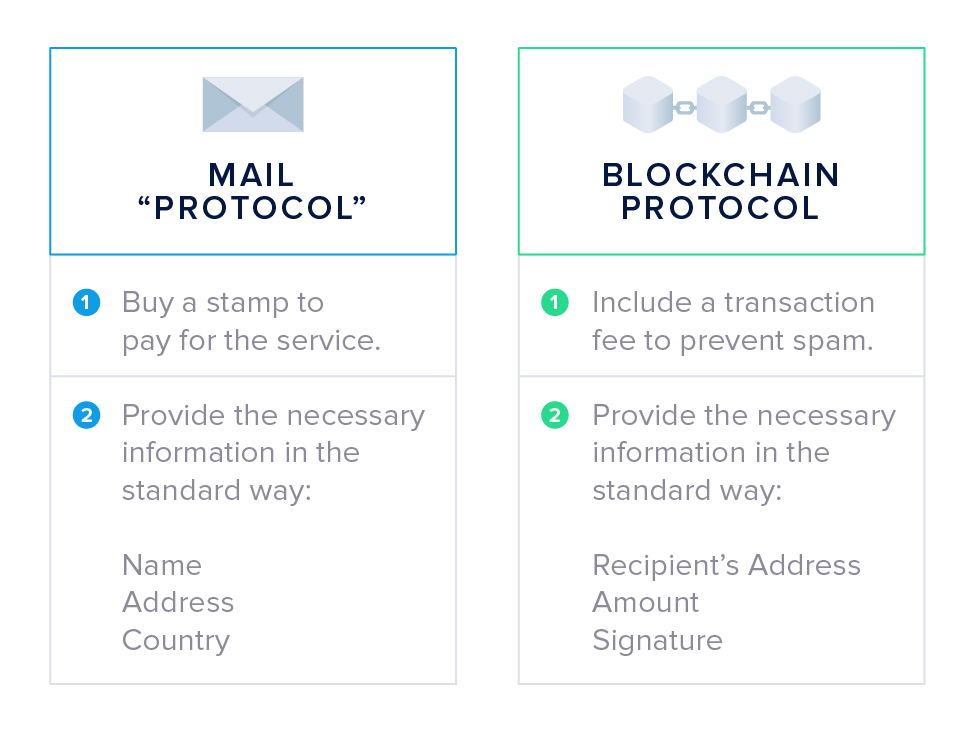 MAIL
“PROTOCOL”
1 Buy a stamp to
pay for the service.
2 Provide the necessary
information in the
standard way:
Name
Address
Country
BLOCKCHAIN
PROTOCOL
1 Include a transaction
fee to prevent spam.
2 Provide the necessary
information in the
standard way:
Recipient’s Address
Amount
Signature